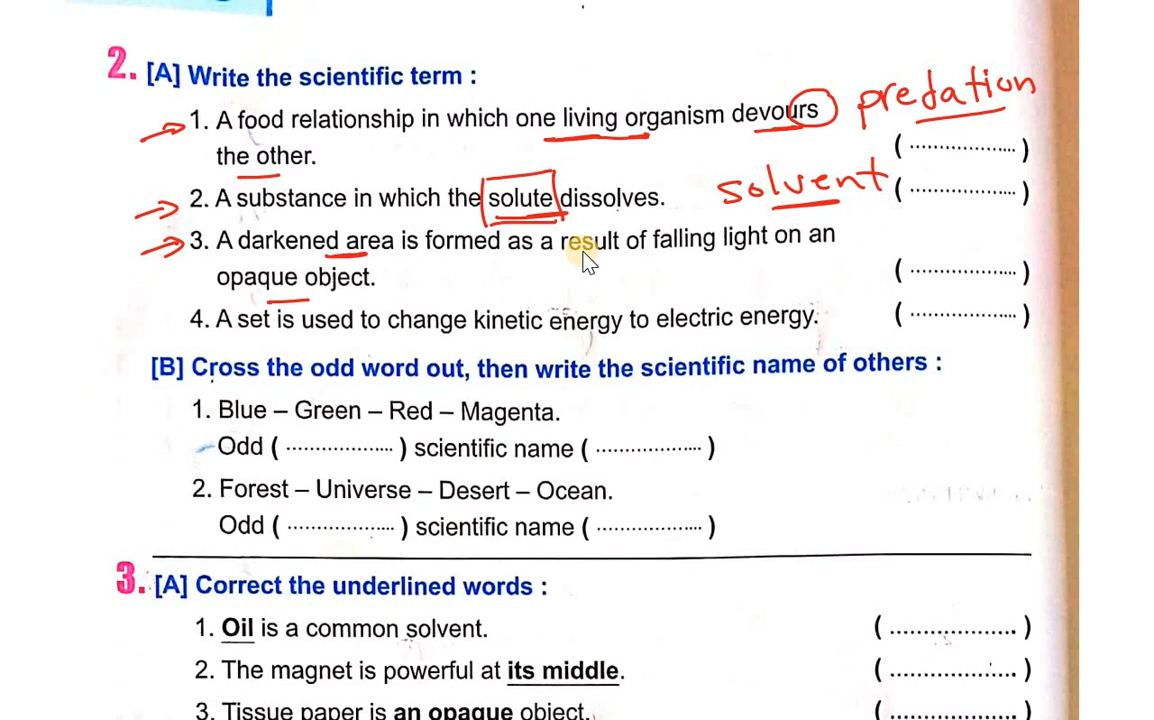 2. [A] Write the scientific term :
1. A food relationship in which one living organism devours predation
the other. (.....................)
2. A substance in which the solute dissolves. solvent (.....................)
3. A darkened area is formed as a result of falling light on an
opaque object. (.....................)
4. A set is used to change kinetic energy to electric energy. (.....................)
[B] Cross the odd word out, then write the scientific name of others :
1. Blue – Green – Red – Magenta.
Odd (.....................) scientific name (.....................)
2. Forest – Universe – Desert – Ocean.
Odd (.....................) scientific name (.....................)
3. [A] Correct the underlined words :
1. Oil is a common solvent. (.....................)
2. The magnet is powerful at its middle. (.....................)
3. Tissue paper is an opaque object. (.....................)